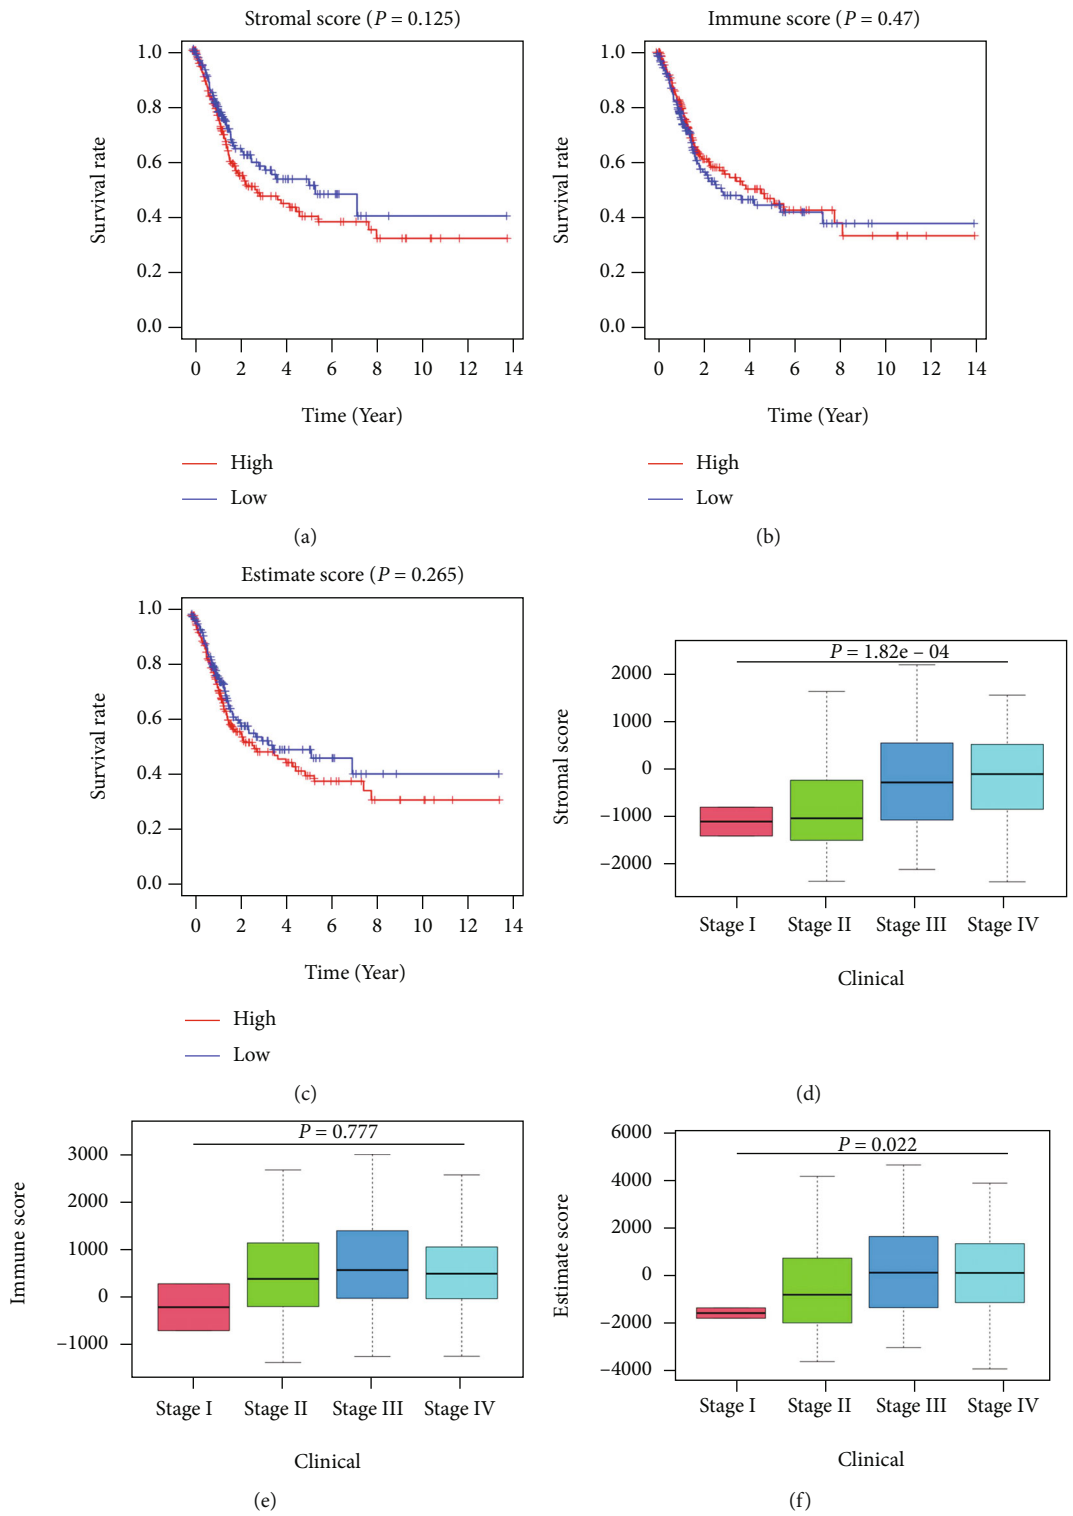 Stromal score (P = 0.125)
1.0
0.8
0.6
0.4
0.2
0.0
Survival rate
0 2 4 6 8 10 12 14
Time (Year)
High
Low
(a)
Immune score (P = 0.47)
1.0
0.8
0.6
0.4
0.2
0.0
Survival rate
0 2 4 6 8 10 12 14
Time (Year)
High
Low
(b)
Estimate score (P = 0.265)
1.0
0.8
0.6
0.4
0.2
0.0
Survival rate
0 2 4 6 8 10 12 14
Time (Year)
High
Low
(c)
P = 1.82e – 04
2000
1000
0
–1000
–2000
Stromal score
Stage I Stage II Stage III Stage IV
Clinical
(d)
P = 0.777
3000
2000
1000
0
–1000
Immune score
Stage I Stage II Stage III Stage IV
Clinical
(e)
P = 0.022
6000
4000
2000
0
–2000
–4000
Estimate score
Stage I Stage II Stage III Stage IV
Clinical
(f)